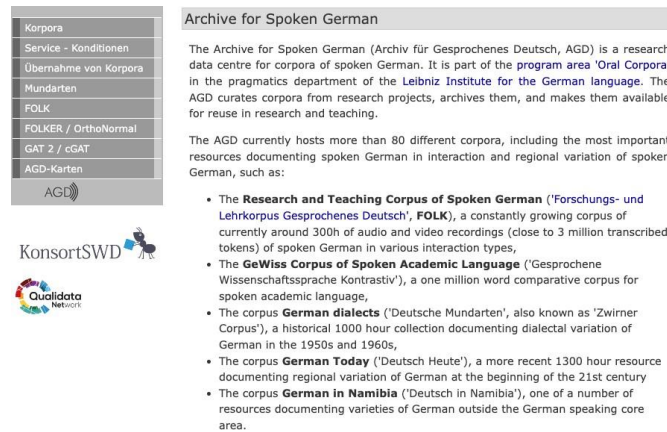 Korpora
Service - Konditionen
Übernahme von Korpora
Mundarten
FOLK
FOLKER / OrthoNormal
GAT 2 / cGAT
AGD-Karten
AGD
KonsortSWD
Qualidata
Network
Archive for Spoken German
The Archive for Spoken German (Archiv für Gesprochenes Deutsch, AGD) is a research
data centre for corpora of spoken German. It is part of the program area 'Oral Corpora
in the pragmatics department of the Leibniz Institute for the German language. The
AGD curates corpora from research projects, archives them, and makes them available
for reuse in research and teaching.
The AGD currently hosts more than 80 different corpora, including the most important
resources documenting spoken German in interaction and regional variation of spoken
German, such as:
• The Research and Teaching Corpus of Spoken German ('Forschungs- und
Lehrkorpus Gesprochenes Deutsch', FOLK), a constantly growing corpus of
currently around 300h of audio and video recordings (close to 3 million transcribed
tokens) of spoken German in various interaction types,
• The GeWiss Corpus of Spoken Academic Language ('Gesprochene
Wissenschaftssprache Kontrastiv'), a one million word comparative corpus for
spoken academic language,
• The corpus German dialects ('Deutsche Mundarten', also known as 'Zwirner
Corpus'), a historical 1000 hour collection documenting dialectal variation of
German in the 1950s and 1960s,
• The corpus German Today ('Deutsch Heute'), a more recent 1300 hour resource
documenting regional variation of German at the beginning of the 21st century
• The corpus German in Namibia ('Deutsch in Namibia'), one of a number of
resources documenting varieties of German outside the German speaking core
area.